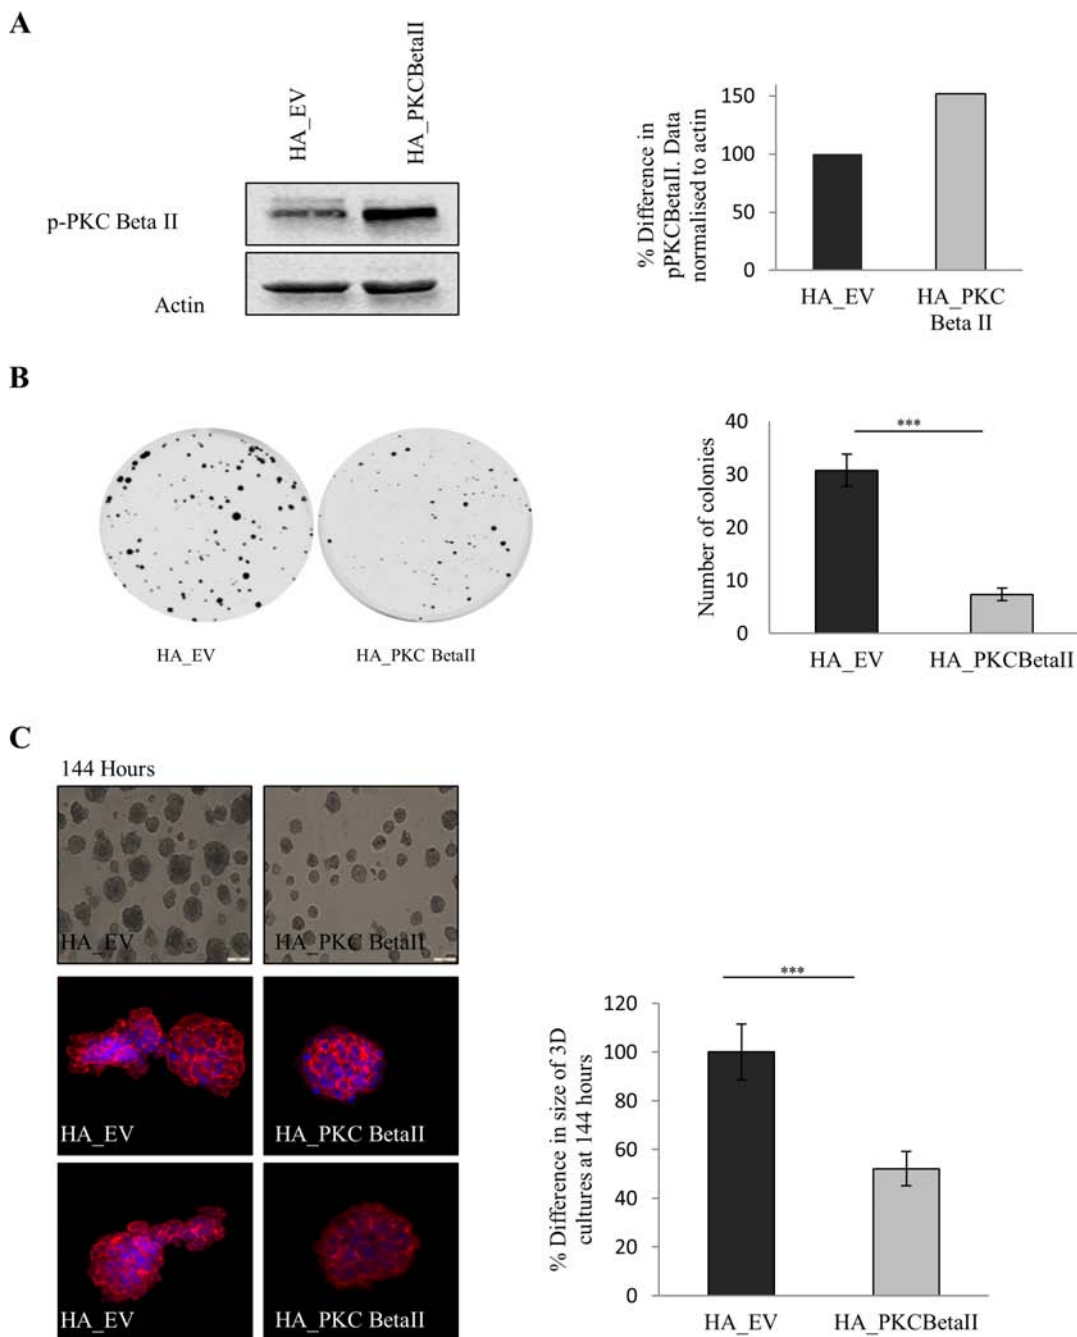 A
HA_EV
HA_PKCBetaII
p-PKC Beta II
Actin
% Difference in
pPKCBetaII. Data
normalised to actin
150
100
50
0
HA_EV
HA_PKC
Beta II
B
HA_EV
HA_PKC BetaII
Number of colonies
40
30
20
10
0
***
HA_EV
HA_PKCBetaII
C
144 Hours
HA_EV
HA_PKC BetaII
HA_EV
HA_PKC BetaII
HA_EV
HA_PKC BetaII
% Difference in size of 3D
cultures at 144 hours
***
120
100
80
60
40
20
0
HA_EV
HA_PKCBetaII